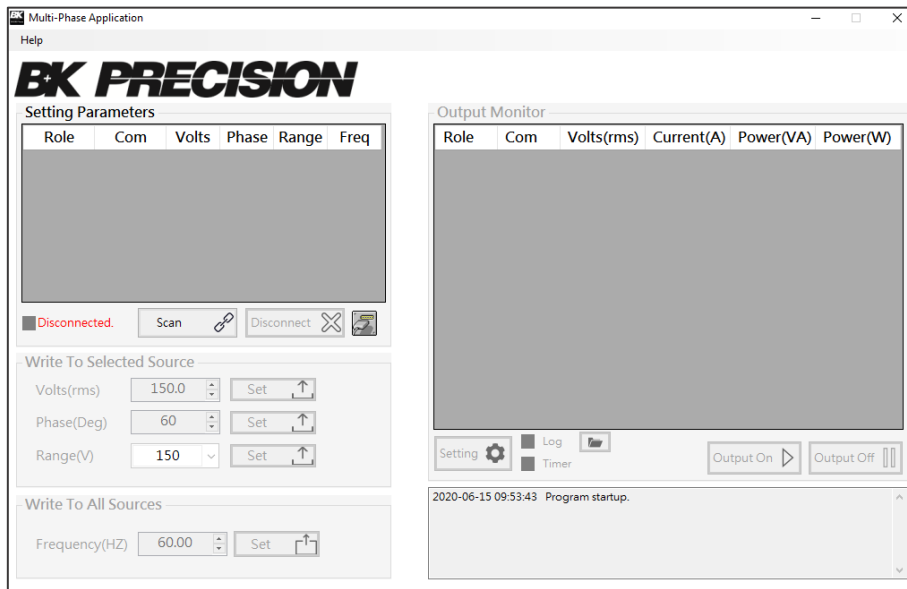 Multi-Phase Application
Help
BK PRECISION
Setting Parameters
Role Com Volts Phase Range Freq
Disconnected. Scan Disconnect
Write To Selected Source
Volts(rms) 150.0 Set
Phase(Deg) 60 Set
Range(V) 150 Set
Write To All Sources
Frequency(HZ) 60.00 Set
Output Monitor
Role Com Volts(rms) Current(A) Power(VA) Power(W)
Setting Log Timer Output On Output Off
2020-06-15 09:53:43 Program startup.